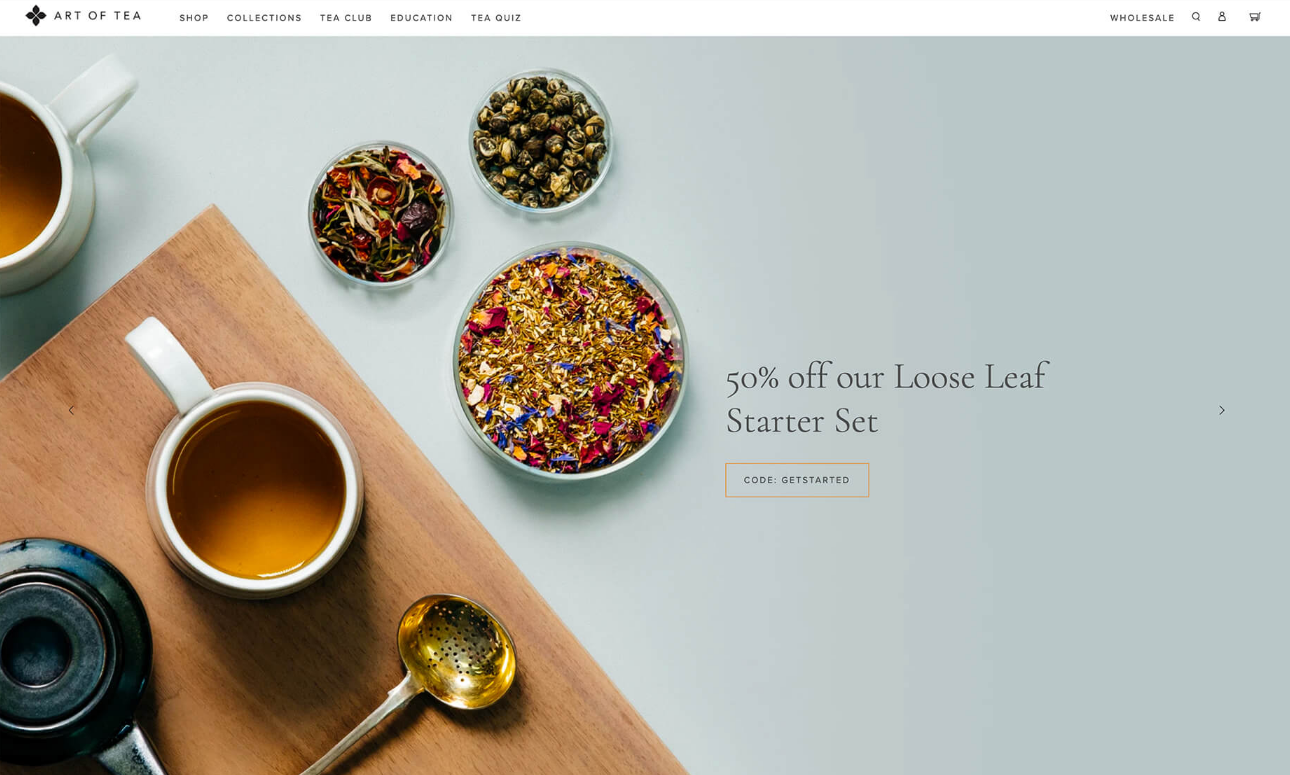 ART OF TEA
SHOP COLLECTIONS TEA CLUB EDUCATION TEA QUIZ
WHOLESALE
50% off our Loose Leaf
Starter Set
CODE: GETSTARTED